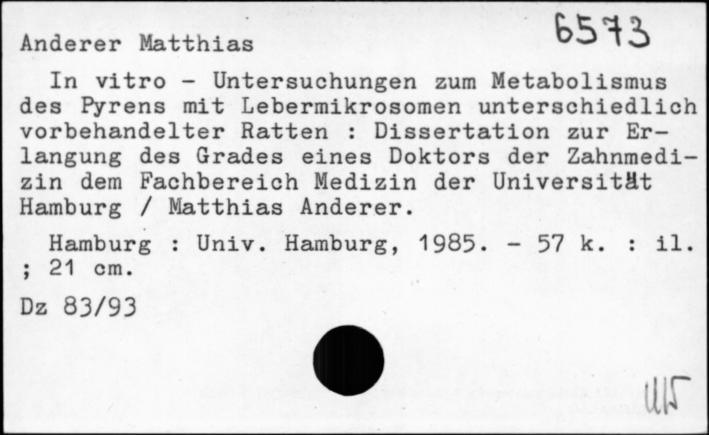 6573
Anderer Matthias
In vitro - Untersuchungen zum Metabolismus
des Pyrens mit Lebermikrosomen unterschiedlich
vorbehandelter Ratten : Dissertation zur Er-
langung des Grades eines Doktors der Zahnmedi-
zin dem Fachbereich Medizin der Universität
Hamburg / Matthias Anderer.
Hamburg : Univ. Hamburg, 1985. - 57 k. : il.
; 21 cm.
Dz 83/93